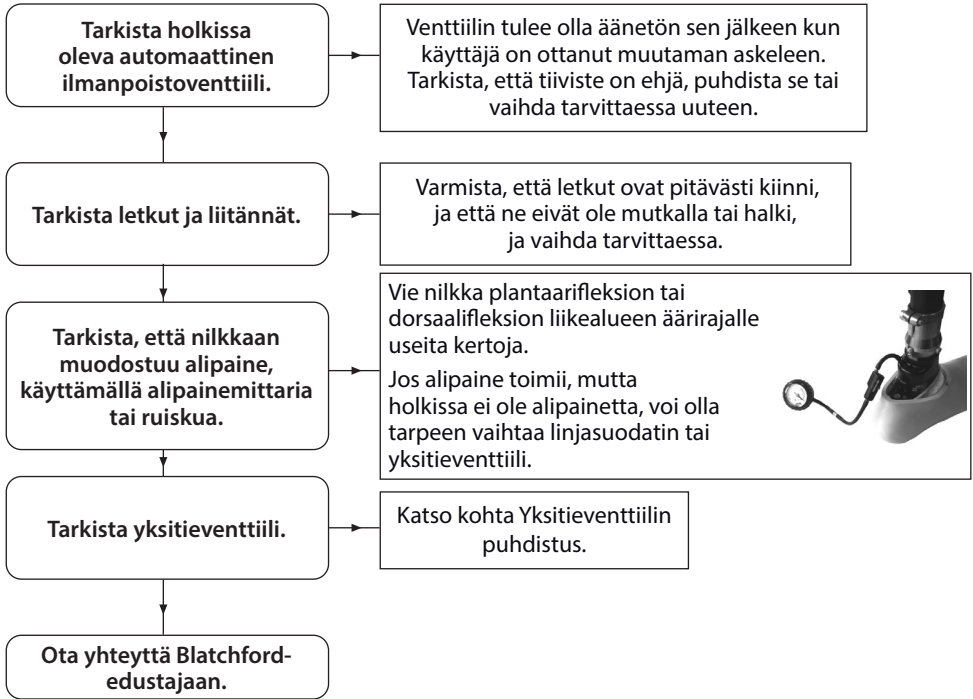 Tarkista holkissa
oleva automaattinen
ilmanpoistoventtiili.
Venttiilin tulee olla äänetön sen jälkeen kun
käyttäjä on ottanut muutaman askeleen.
Tarkista, että tiiviste on ehjä, puhdista se tai
vaihda tarvittaessa uuteen.
Tarkista letkut ja liitännät.
Varmista, että letkut ovat pitävästi kiinni,
ja että ne eivät ole mutkalla tai halki,
ja vaihda tarvittaessa.
Tarkista, että nilkkaan
muodostuu alipaine,
käyttämällä alipainemittaria
tai ruiskua.
Vie nilkka plantaarifleksion tai
dorsaalifleksion liikealueen äärirajalle
useita kertoja.
Jos alipaine toimii, mutta
holkissa ei ole alipainetta, voi olla
tarpeen vaihtaa linjasuodatin tai
yksitieventtiili.
Tarkista yksitieventtiili.
Katso kohta Yksitieventtiilin
puhdistus.
Ota yhteyttä Blatchford-
edustajaan.